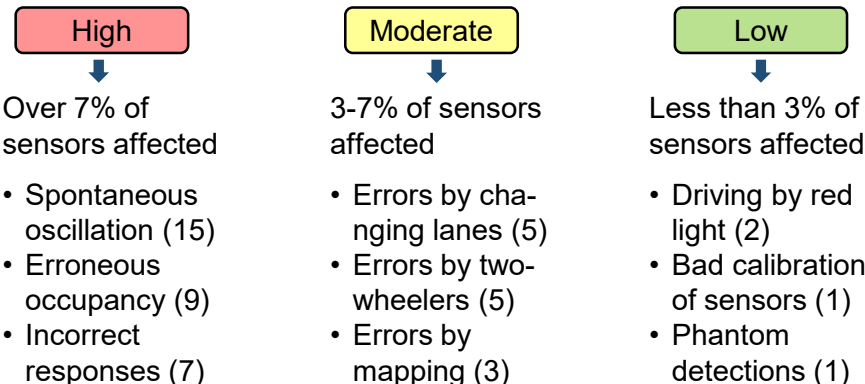 High
Over 7% of
sensors affected
• Spontaneous
oscillation (15)
• Erroneous
occupancy (9)
• Incorrect
responses (7)
Moderate
3-7% of sensors
affected
• Errors by cha-
nging lanes (5)
• Errors by two-
wheelers (5)
• Errors by
mapping (3)
Low
Less than 3% of
sensors affected
• Driving by red
light (2)
• Bad calibration
of sensors (1)
• Phantom
detections (1)